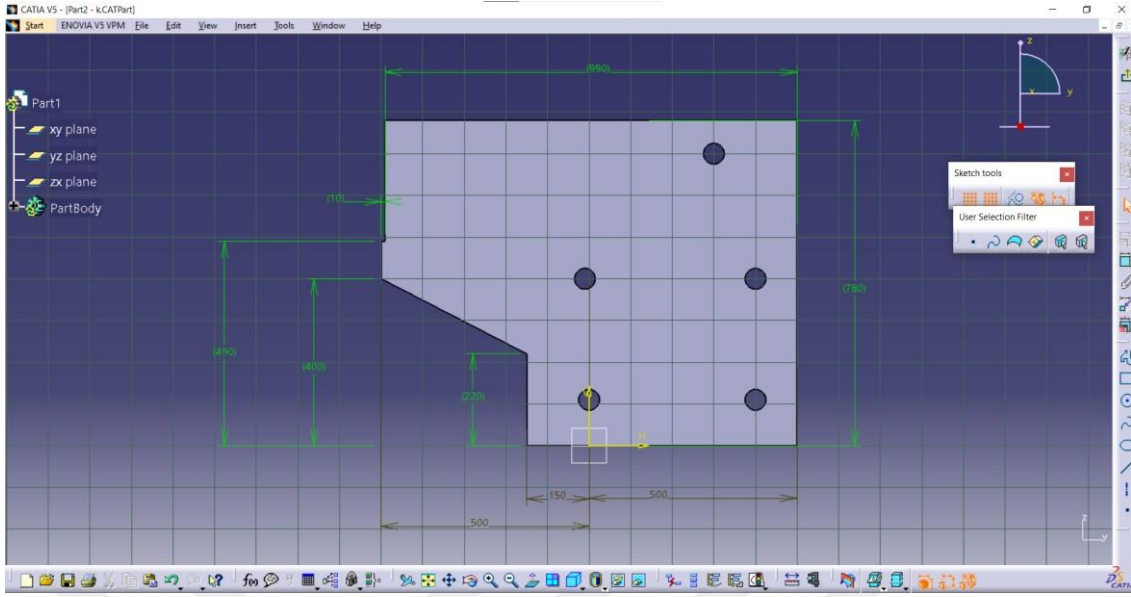 CATIA V5 - [Part2 - k.CATPart]
Start ENOVIA V5 VPM File Edit View Insert Tools Window Help
z
x y
(990)
Part1
xy plane
yz plane
zx plane
PartBody
Sketch tools
User Selection Filter
(10)
(780)
(490)
(400)
(220)
V
H
150 500
500
z
y
f(x)
CATIA